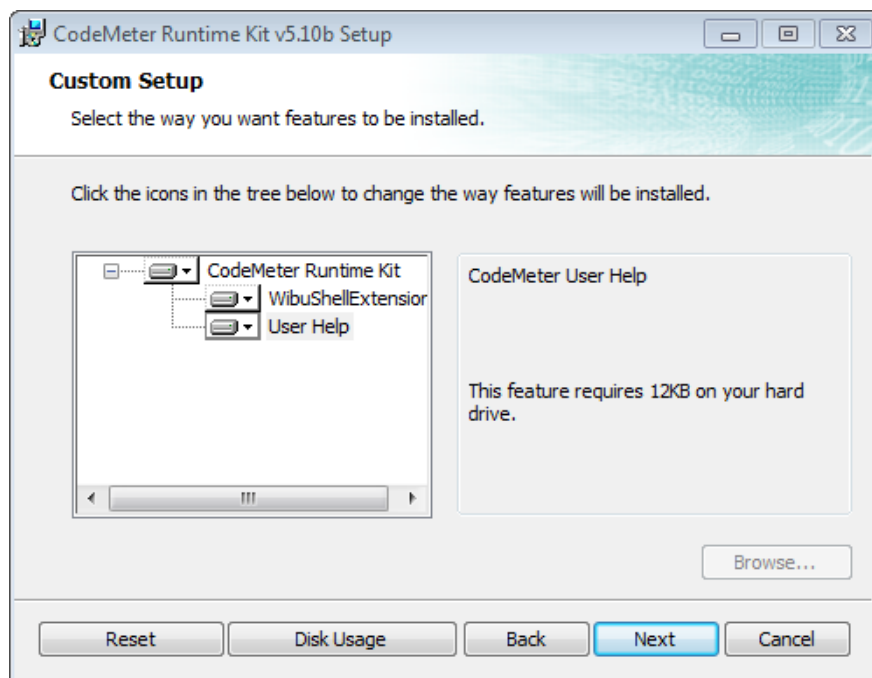 CodeMeter Runtime Kit v5.10b Setup
Custom Setup
Select the way you want features to be installed.
Click the icons in the tree below to change the way features will be installed.
CodeMeter Runtime Kit
WibuShellExtension
User Help
CodeMeter User Help
This feature requires 12KB on your hard
drive.
Browse...
Reset
Disk Usage
Back
Next
Cancel